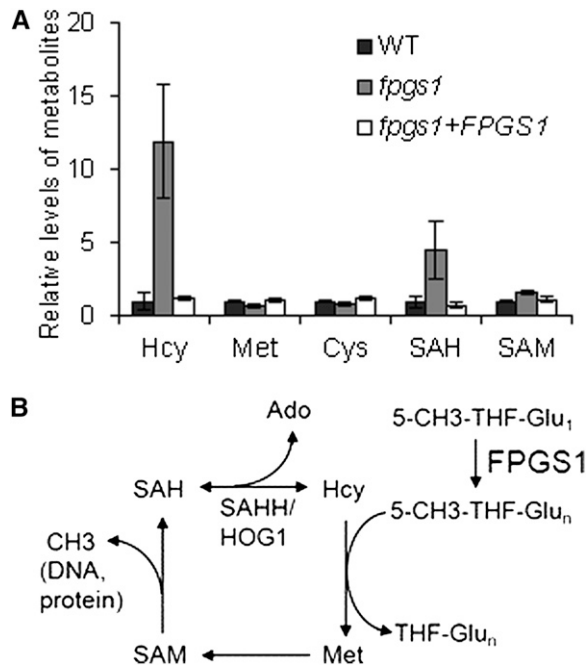 A
Relative levels of metabolites
20
15
10
5
0
WT
fpgs1
fpgs1+FPGS1
Hcy Met Cys SAH SAM
B
Ado
5-CH3-THF-Glu1
FPGS1
SAH
SAHH/
HOG1
Hcy
5-CH3-THF-Glun
CH3
(DNA,
protein)
THF-Glun
SAM
Met